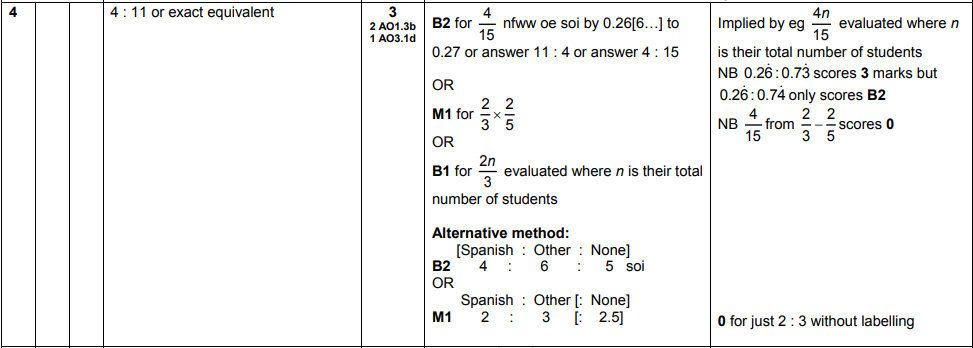 4
4 : 11 or exact equivalent
3
2 AO1.3b
1 AO3.1d
B2 for 4/15 nfww oe soi by 0.26[6…] to
0.27 or answer 11 : 4 or answer 4 : 15
OR
M1 for 2/3 × 2/5
OR
B1 for 2n/3 evaluated where n is their total
number of students
Alternative method:
[Spanish : Other : None]
B2 4 : 6 : 5 soi
OR
Spanish : Other [: None]
M1 2 : 3 [: 2.5]
Implied by eg 4n/15 evaluated where n
is their total number of students
NB 0.26̇ : 0.73̇ scores 3 marks but
0.26̇ : 0.74̇ only scores B2
NB 4/15 from 2/3 − 2/5 scores 0
0 for just 2 : 3 without labelling